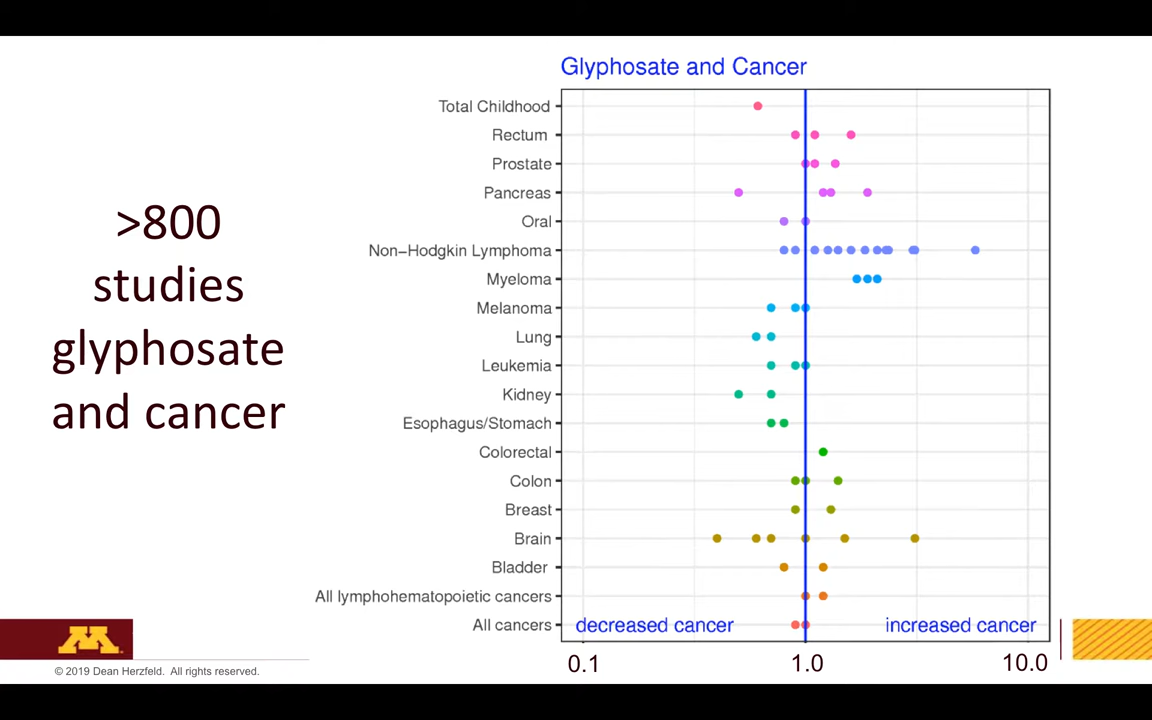 Glyphosate and Cancer
>800
studies
glyphosate
and cancer
Total Childhood
Rectum
Prostate
Pancreas
Oral
Non-Hodgkin Lymphoma
Myeloma
Melanoma
Lung
Leukemia
Kidney
Esophagus/Stomach
Colorectal
Colon
Breast
Brain
Bladder
All lymphohematopoietic cancers
All cancers
decreased cancer increased cancer
0.1 1.0 10.0
M
© 2019 Dean Herzfeld. All rights reserved.